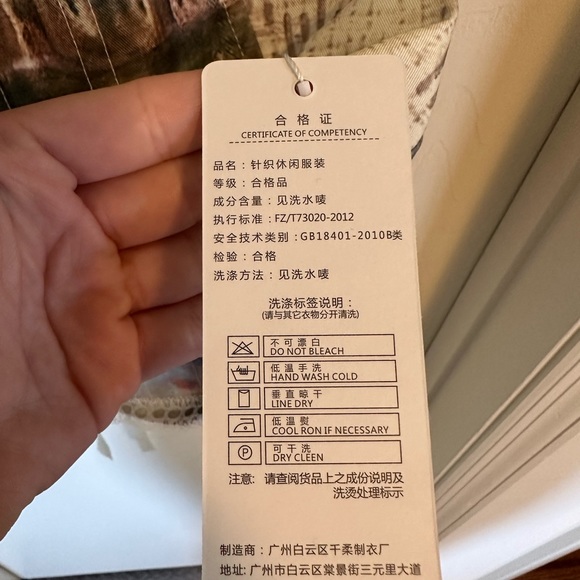 合格证
CERTIFICATE OF COMPETENCY
品名：针织休闲服装
等级：合格品
成分含量：见洗水唛
执行标准：FZ/T73020-2012
安全技术类别：GB18401-2010B类
检验：合格
洗涤方法：见洗水唛
洗涤标签说明：
(请与其它衣物分开清洗)
不可漂白
DO NOT BLEACH
低温手洗
HAND WASH COLD
垂直晾干
LINE DRY
低温熨
COOL RON IF NECESSARY
P
可干洗
DRY CLEEN
注意：请查阅货品上之成份说明及
洗烫处理标示
制造商：广州白云区千柔制衣厂
地址：广州市白云区棠景街三元里大道